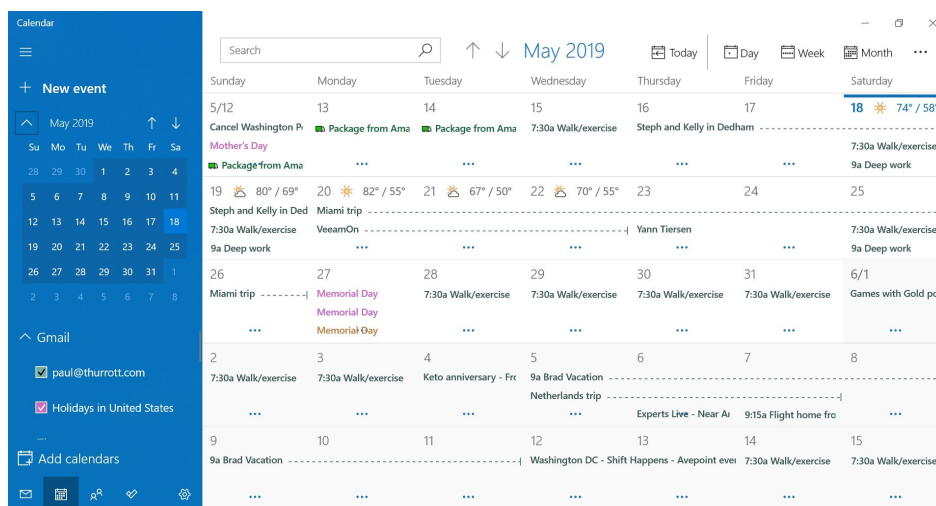 Calendar
Search
May 2019
Today
Day
Week
Month
New event
May 2019
Su Mo Tu We Th Fr Sa
28 29 30 1 2 3 4
5 6 7 8 9 10 11
12 13 14 15 16 17 18
19 20 21 22 23 24 25
26 27 28 29 30 31 1
2 3 4 5 6 7 8
Gmail
paul@thurrott.com
Holidays in United States
Add calendars
Sunday Monday Tuesday Wednesday Thursday Friday Saturday
5/12 13 14 15 16 17 18 74° / 58°
Cancel Washington Package from Ama Package from Ama 7:30a Walk/exercise Steph and Kelly in Dedham
Mother's Day 7:30a Walk/exercise
Package from Ama 9a Deep work
19 80° / 69° 20 82° / 55° 21 67° / 50° 22 70° / 55° 23 24 25
Steph and Kelly in Ded Miami trip
7:30a Walk/exercise VeeamOn Yann Tiersen 7:30a Walk/exercise
9a Deep work 9a Deep work
26 27 28 29 30 31 6/1
Miami trip Memorial Day 7:30a Walk/exercise 7:30a Walk/exercise 7:30a Walk/exercise 7:30a Walk/exercise Games with Gold po
Memorial Day
Memorial Day
2 3 4 5 6 7 8
7:30a Walk/exercise 7:30a Walk/exercise Keto anniversary - Fro 9a Brad Vacation
Netherlands trip
Experts Live - Near Ar 9:15a Flight home fro
9 10 11 12 13 14 15
9a Brad Vacation Washington DC - Shift Happens - Avepoint ever 7:30a Walk/exercise 7:30a Walk/exercise